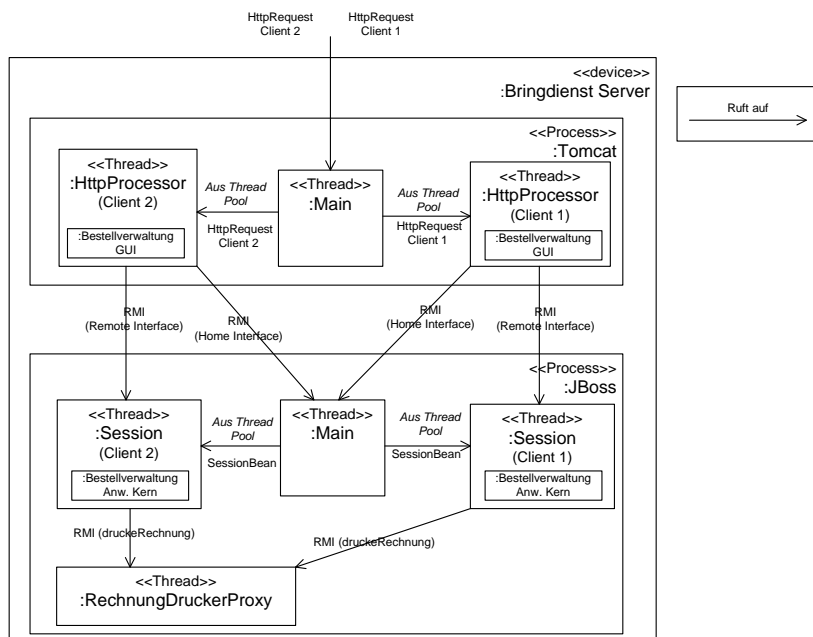 HttpRequest
Client 2
HttpRequest
Client 1
<<device>>
:Bringdienst Server
Ruft auf
<<Process>>
:Tomcat
<<Thread>>
:HttpProcessor
(Client 2)
:Bestellverwaltung
GUI
Aus Thread
Pool
HttpRequest
Client 2
<<Thread>>
:Main
Aus Thread
Pool
HttpRequest
Client 1
<<Thread>>
:HttpProcessor
(Client 1)
:Bestellverwaltung
GUI
RMI
(Remote Interface)
RMI
(Home Interface)
RMI
(Home Interface)
RMI
(Remote Interface)
<<Process>>
:JBoss
<<Thread>>
:Session
(Client 2)
:Bestellverwaltung
Anw. Kern
Aus Thread
Pool
SessionBean
<<Thread>>
:Main
Aus Thread
Pool
SessionBean
<<Thread>>
:Session
(Client 1)
:Bestellverwaltung
Anw. Kern
RMI (druckeRechnung)
RMI (druckeRechnung)
<<Thread>>
:RechnungDruckerProxy